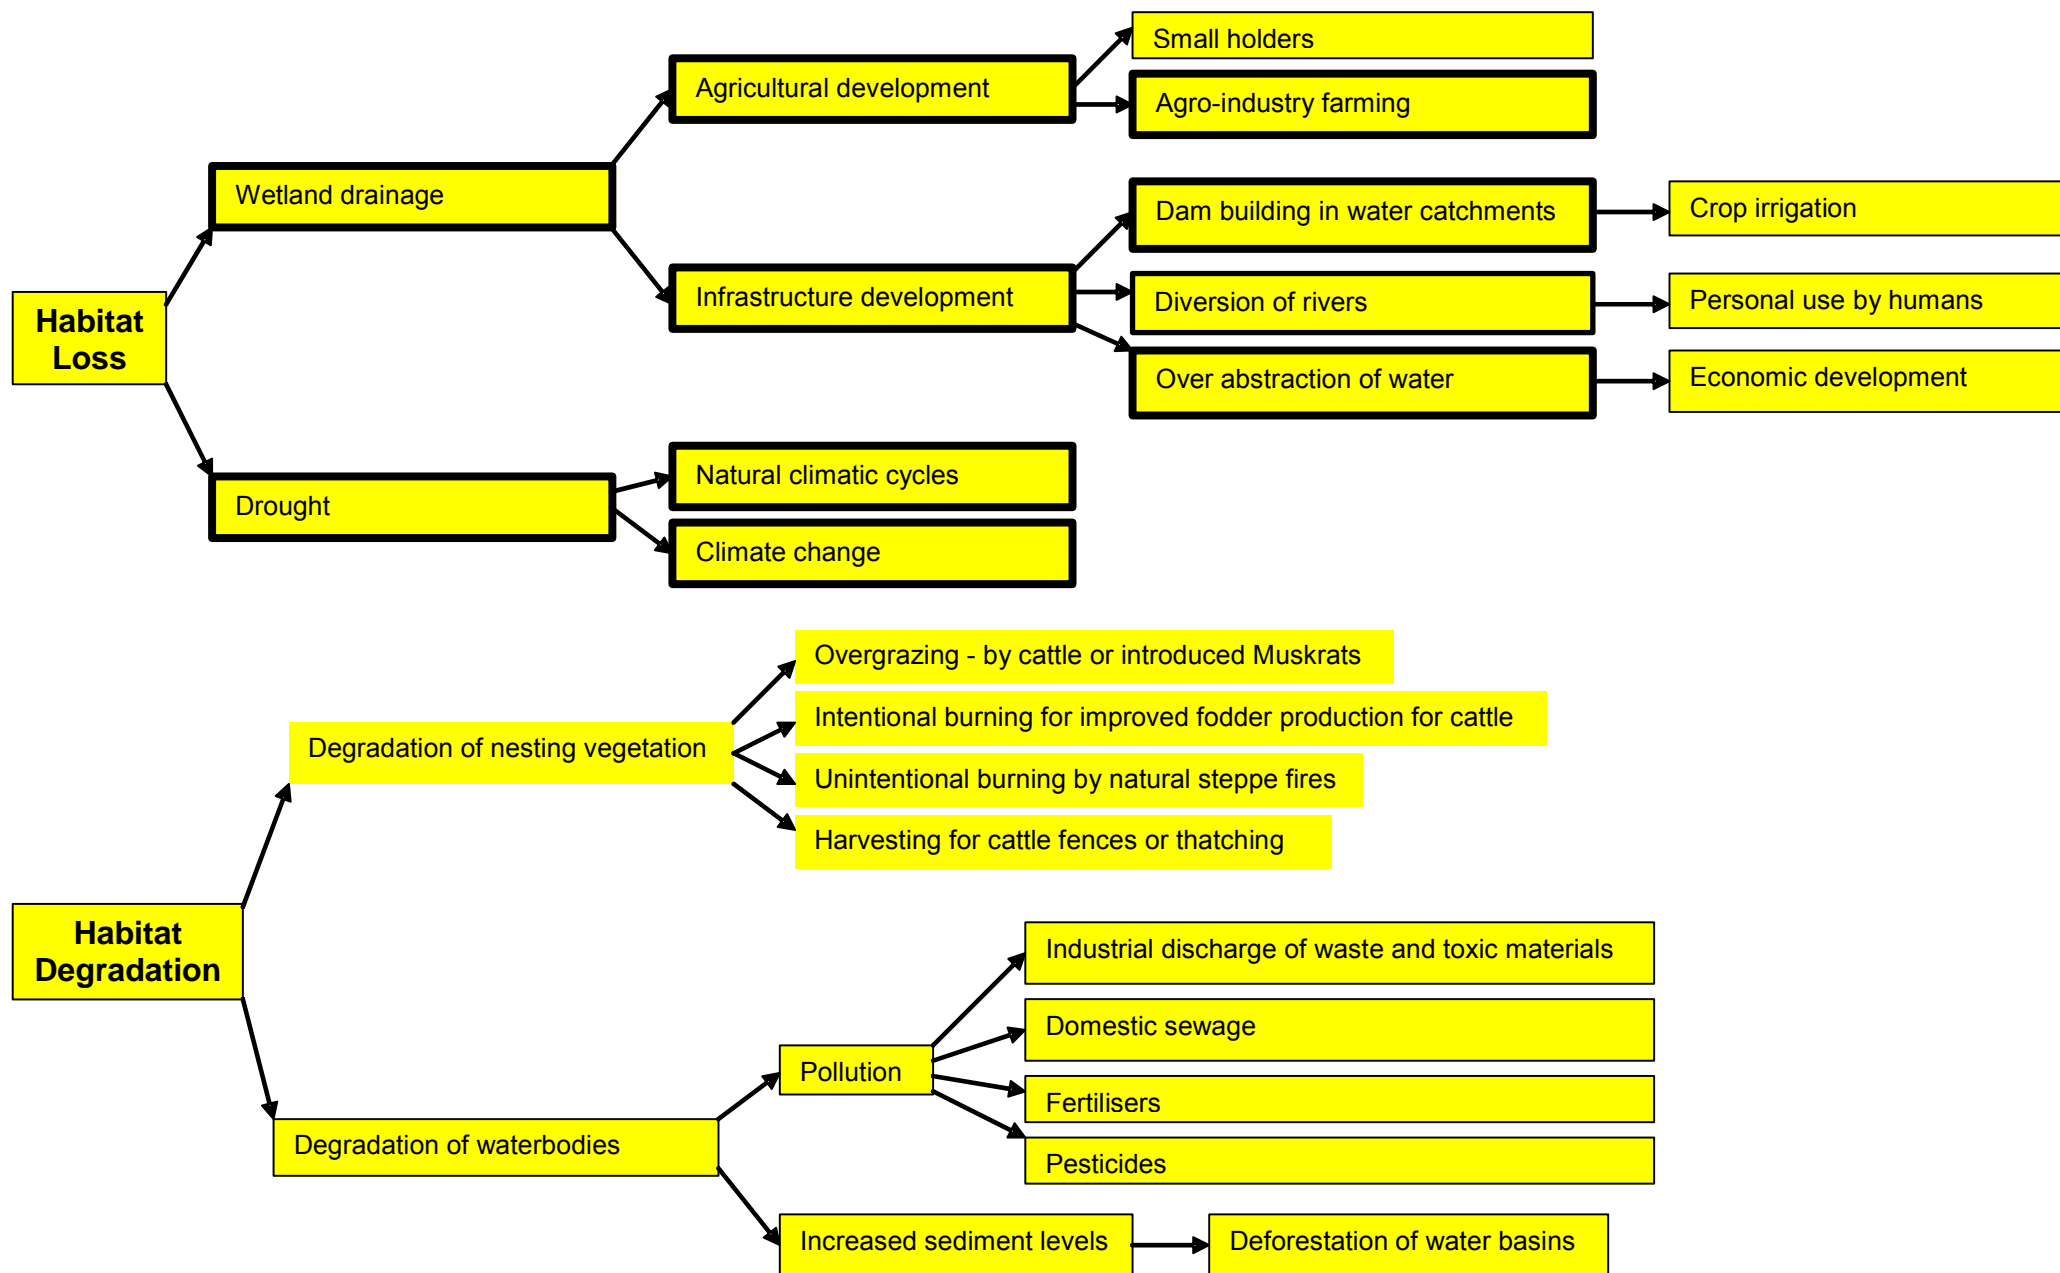 Small holders
Agricultural development
Agro-industry farming
Wetland drainage
Dam building in water catchments
Crop irrigation
Infrastructure development
Diversion of rivers
Personal use by humans
Habitat
Loss
Over abstraction of water
Economic development
Natural climatic cycles
Drought
Climate change
Overgrazing - by cattle or introduced Muskrats
Intentional burning for improved fodder production for cattle
Degradation of nesting vegetation
Unintentional burning by natural steppe fires
Harvesting for cattle fences or thatching
Habitat
Degradation
Industrial discharge of waste and toxic materials
Domestic sewage
Pollution
Fertilisers
Degradation of waterbodies
Pesticides
Increased sediment levels
Deforestation of water basins